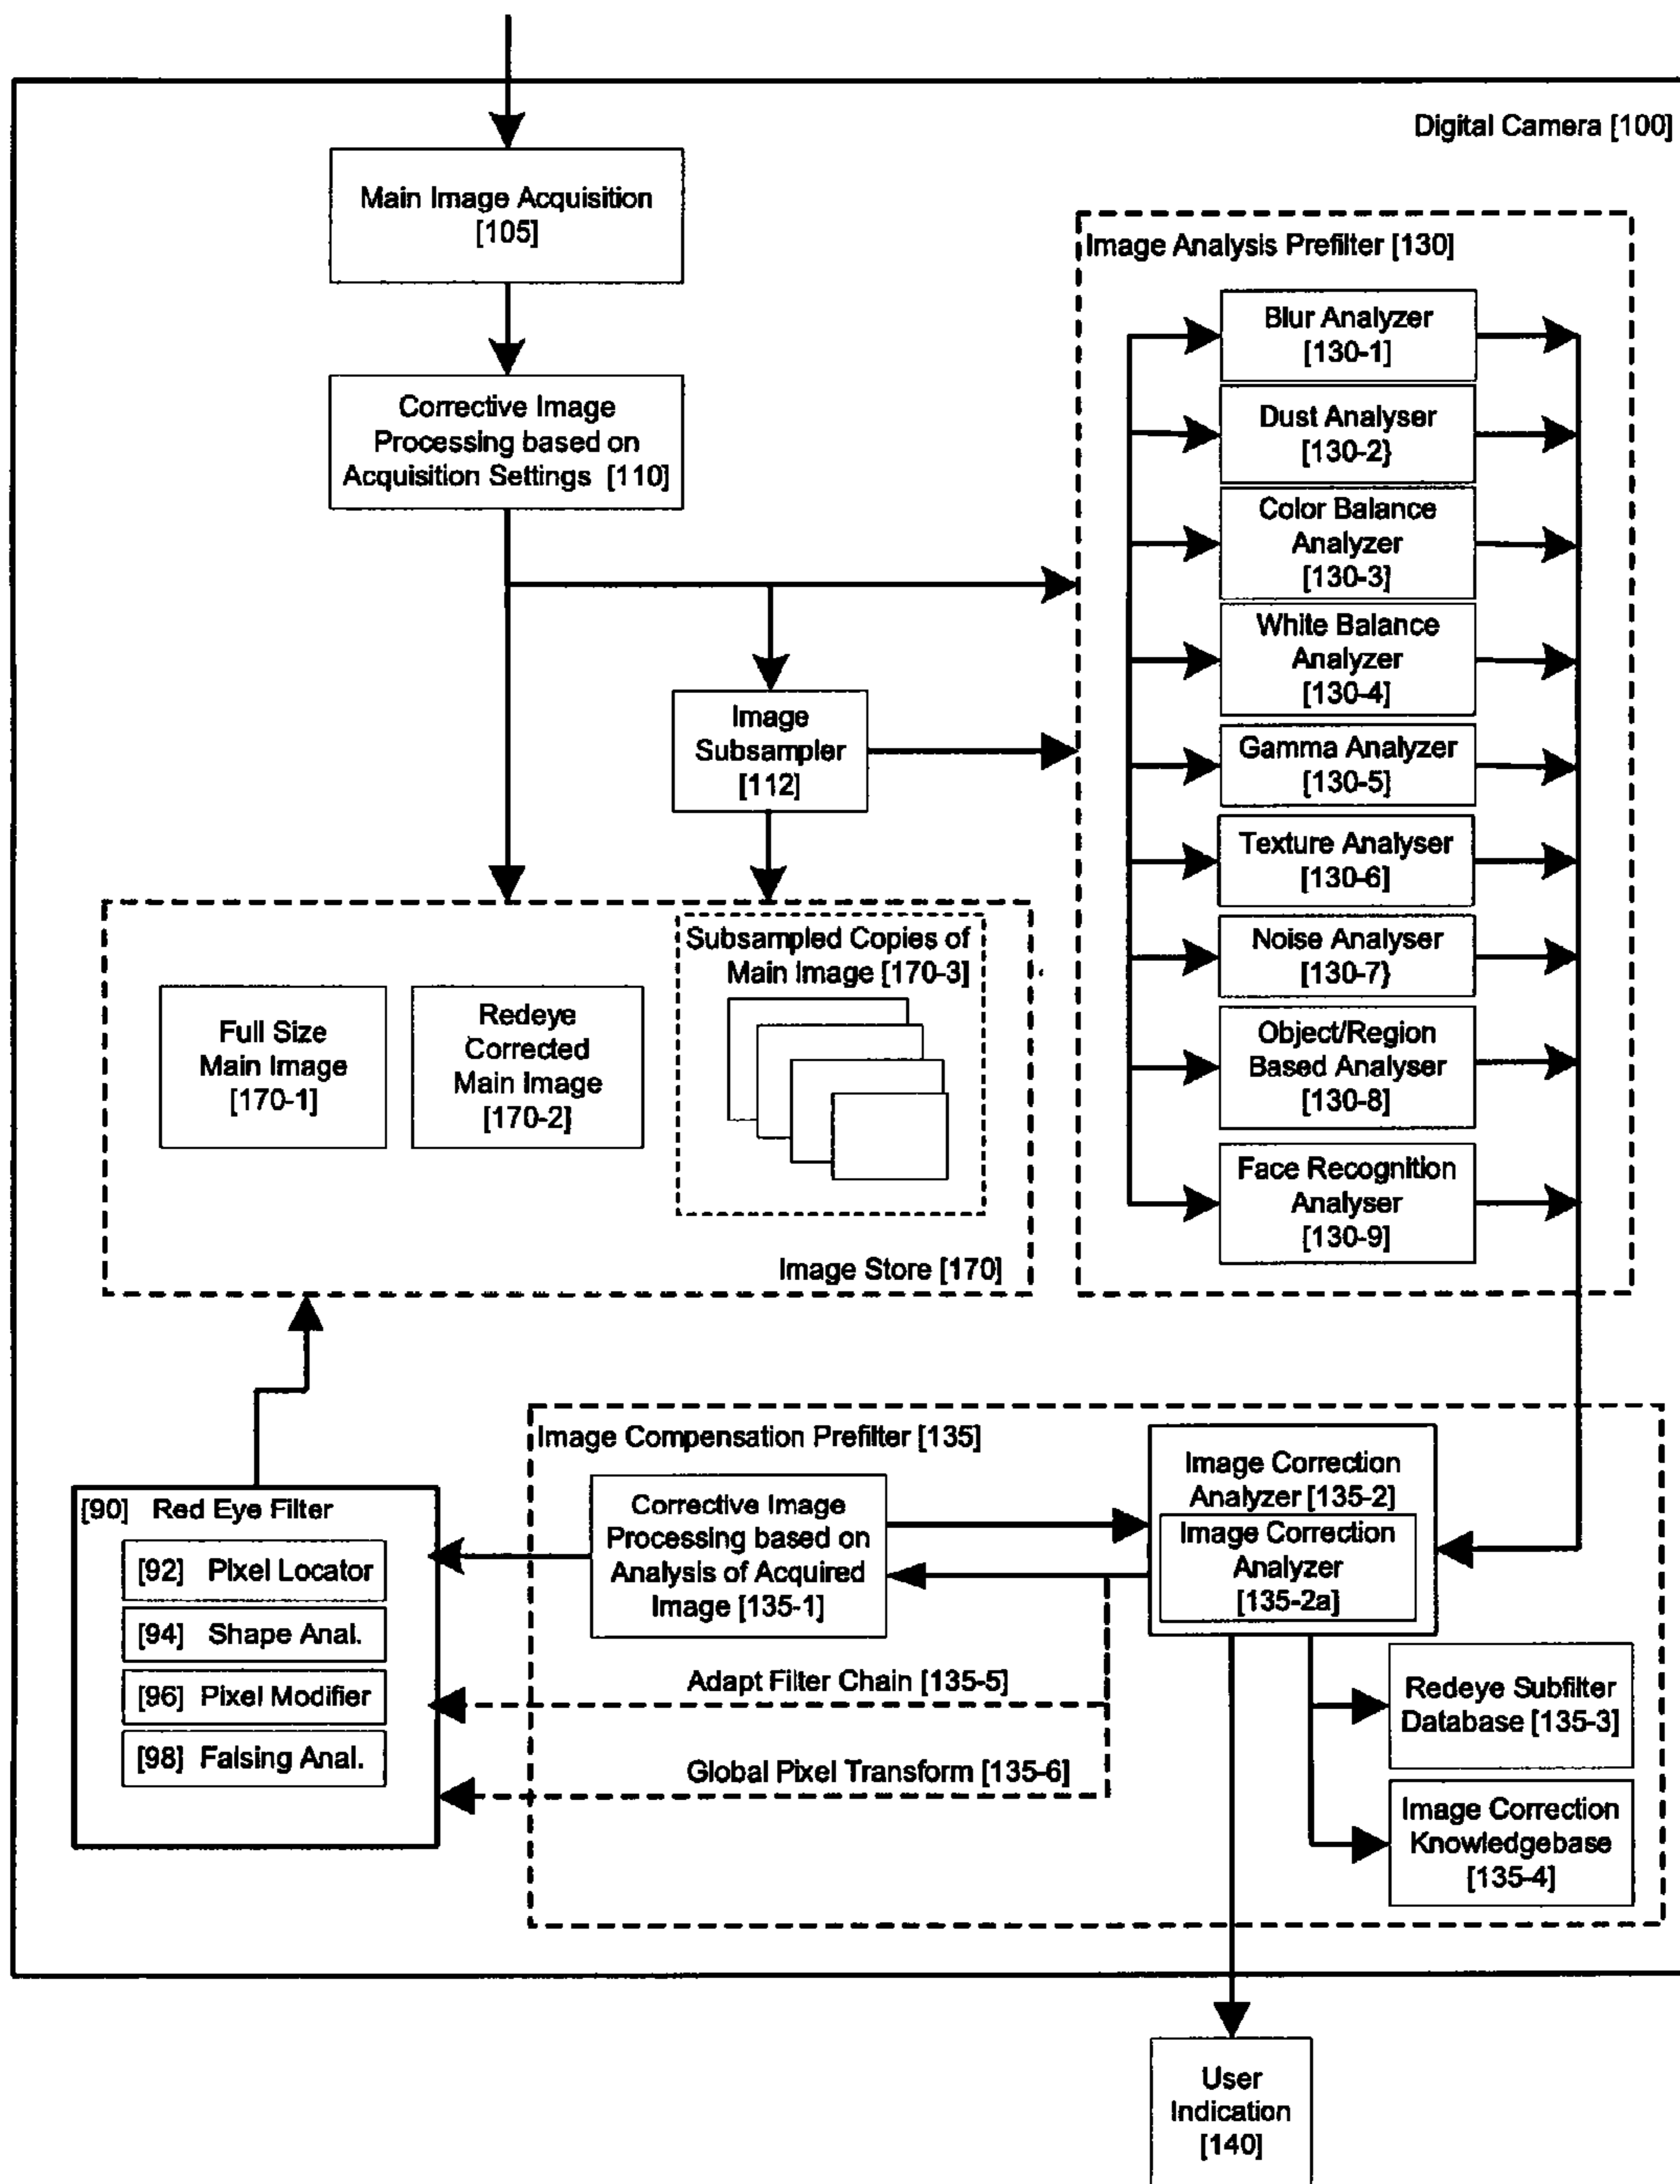 Digital Camera [100]
Main Image Acquisition
[105]
Corrective Image
Processing based on
Acquisition Settings [110]
Image
Subsampler
[112]
Image Analysis Prefilter [130]
Blur Analyzer
[130-1]
Dust Analyser
[130-2}
Color Balance
Analyzer
[130-3]
White Balance
Analyzer
[130-4]
Gamma Analyzer
[130-5]
Texture Analyser
[130-6]
Noise Analyser
[130-7}
Object/Region
Based Analyser
[130-8]
Face Recognition
Analyser
[130-9]
Full Size
Main Image
[170-1]
Redeye
Corrected
Main Image
[170-2]
Subsampled Copies of
Main Image [170-3]
Image Store [170]
Image Compensation Prefilter [135]
Corrective Image
Processing based on
Analysis of Acquired
Image [135-1]
Image Correction
Analyzer [135-2]
Image Correction
Analyzer
[135-2a]
[90] Red Eye Filter
[92] Pixel Locator
[94] Shape Anal.
[96] Pixel Modifier
[98] Falsing Anal.
Adapt Filter Chain [135-5]
Global Pixel Transform [135-6]
Redeye Subfilter
Database [135-3]
Image Correction
Knowledgebase
[135-4]
User
Indication
[140]